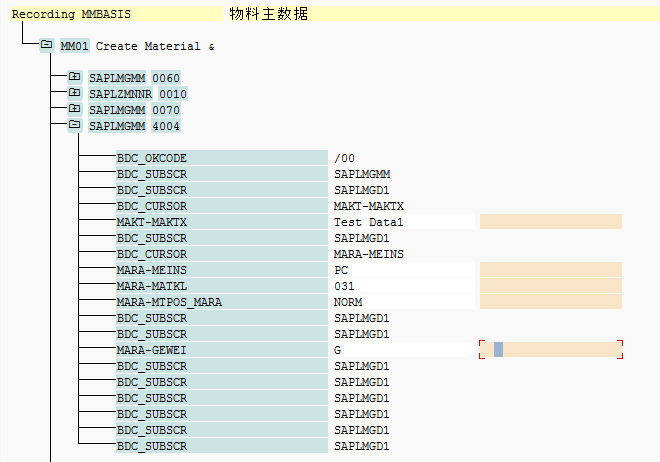 Recording MMBASIS 物料主数据
MM01 Create Material &
SAPLMGMM 0060
SAPLZMNNR 0010
SAPLMGMM 0070
SAPLMGMM 4004
BDC_OKCODE /00
BDC_SUBSCR SAPLMGMM
BDC_SUBSCR SAPLMGD1
BDC_CURSOR MAKT-MAKTX
MAKT-MAKTX Test Data1
BDC_SUBSCR SAPLMGD1
BDC_CURSOR MARA-MEINS
MARA-MEINS PC
MARA-MATKL 031
MARA-MTPOS_MARA NORM
BDC_SUBSCR SAPLMGD1
BDC_SUBSCR SAPLMGD1
MARA-GEWEI G
BDC_SUBSCR SAPLMGD1
BDC_SUBSCR SAPLMGD1
BDC_SUBSCR SAPLMGD1
BDC_SUBSCR SAPLMGD1
BDC_SUBSCR SAPLMGD1
BDC_SUBSCR SAPLMGD1